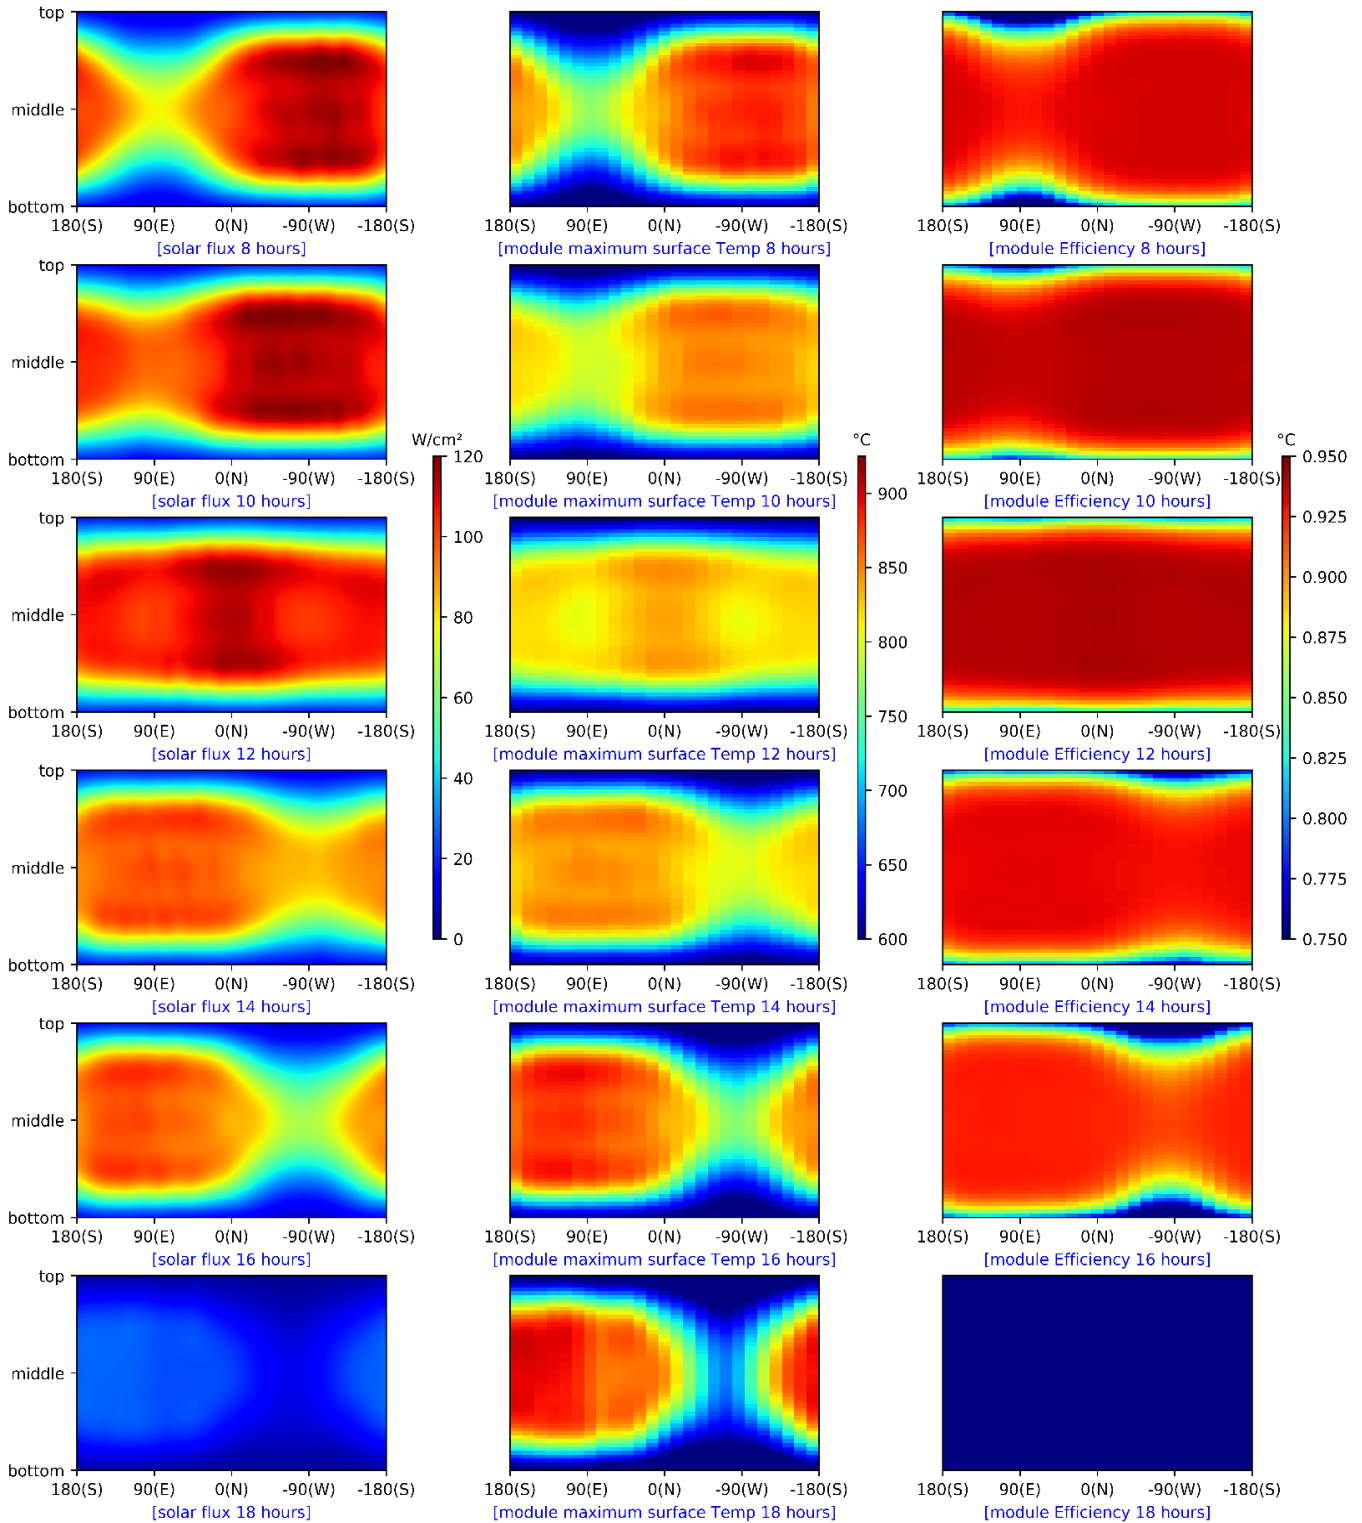 top
middle
bottom
180(S) 90(E) 0(N) -90(W) -180(S) 180(S) 90(E) 0(N) -90(W) -180(S) 180(S) 90(E) 0(N) -90(W) -180(S)
[solar flux 8 hours] [module maximum surface Temp 8 hours] [module Efficiency 8 hours]
top
middle
bottom
180(S) 90(E) 0(N) -90(W) -180(S) 180(S) 90(E) 0(N) -90(W) -180(S) 180(S) 90(E) 0(N) -90(W) -180(S)
[solar flux 10 hours] [module maximum surface Temp 10 hours] [module Efficiency 10 hours]
top
middle
bottom
180(S) 90(E) 0(N) -90(W) -180(S) 180(S) 90(E) 0(N) -90(W) -180(S) 180(S) 90(E) 0(N) -90(W) -180(S)
[solar flux 12 hours] [module maximum surface Temp 12 hours] [module Efficiency 12 hours]
top
middle
bottom
180(S) 90(E) 0(N) -90(W) -180(S) 180(S) 90(E) 0(N) -90(W) -180(S) 180(S) 90(E) 0(N) -90(W) -180(S)
[solar flux 14 hours] [module maximum surface Temp 14 hours] [module Efficiency 14 hours]
top
middle
bottom
180(S) 90(E) 0(N) -90(W) -180(S) 180(S) 90(E) 0(N) -90(W) -180(S) 180(S) 90(E) 0(N) -90(W) -180(S)
[solar flux 16 hours] [module maximum surface Temp 16 hours] [module Efficiency 16 hours]
top
middle
bottom
180(S) 90(E) 0(N) -90(W) -180(S) 180(S) 90(E) 0(N) -90(W) -180(S) 180(S) 90(E) 0(N) -90(W) -180(S)
[solar flux 18 hours] [module maximum surface Temp 18 hours] [module Efficiency 18 hours]
W/cm²
120
100
80
60
40
20
0
°C
900
850
800
750
700
650
600
°C
0.950
0.925
0.900
0.875
0.850
0.825
0.800
0.775
0.750